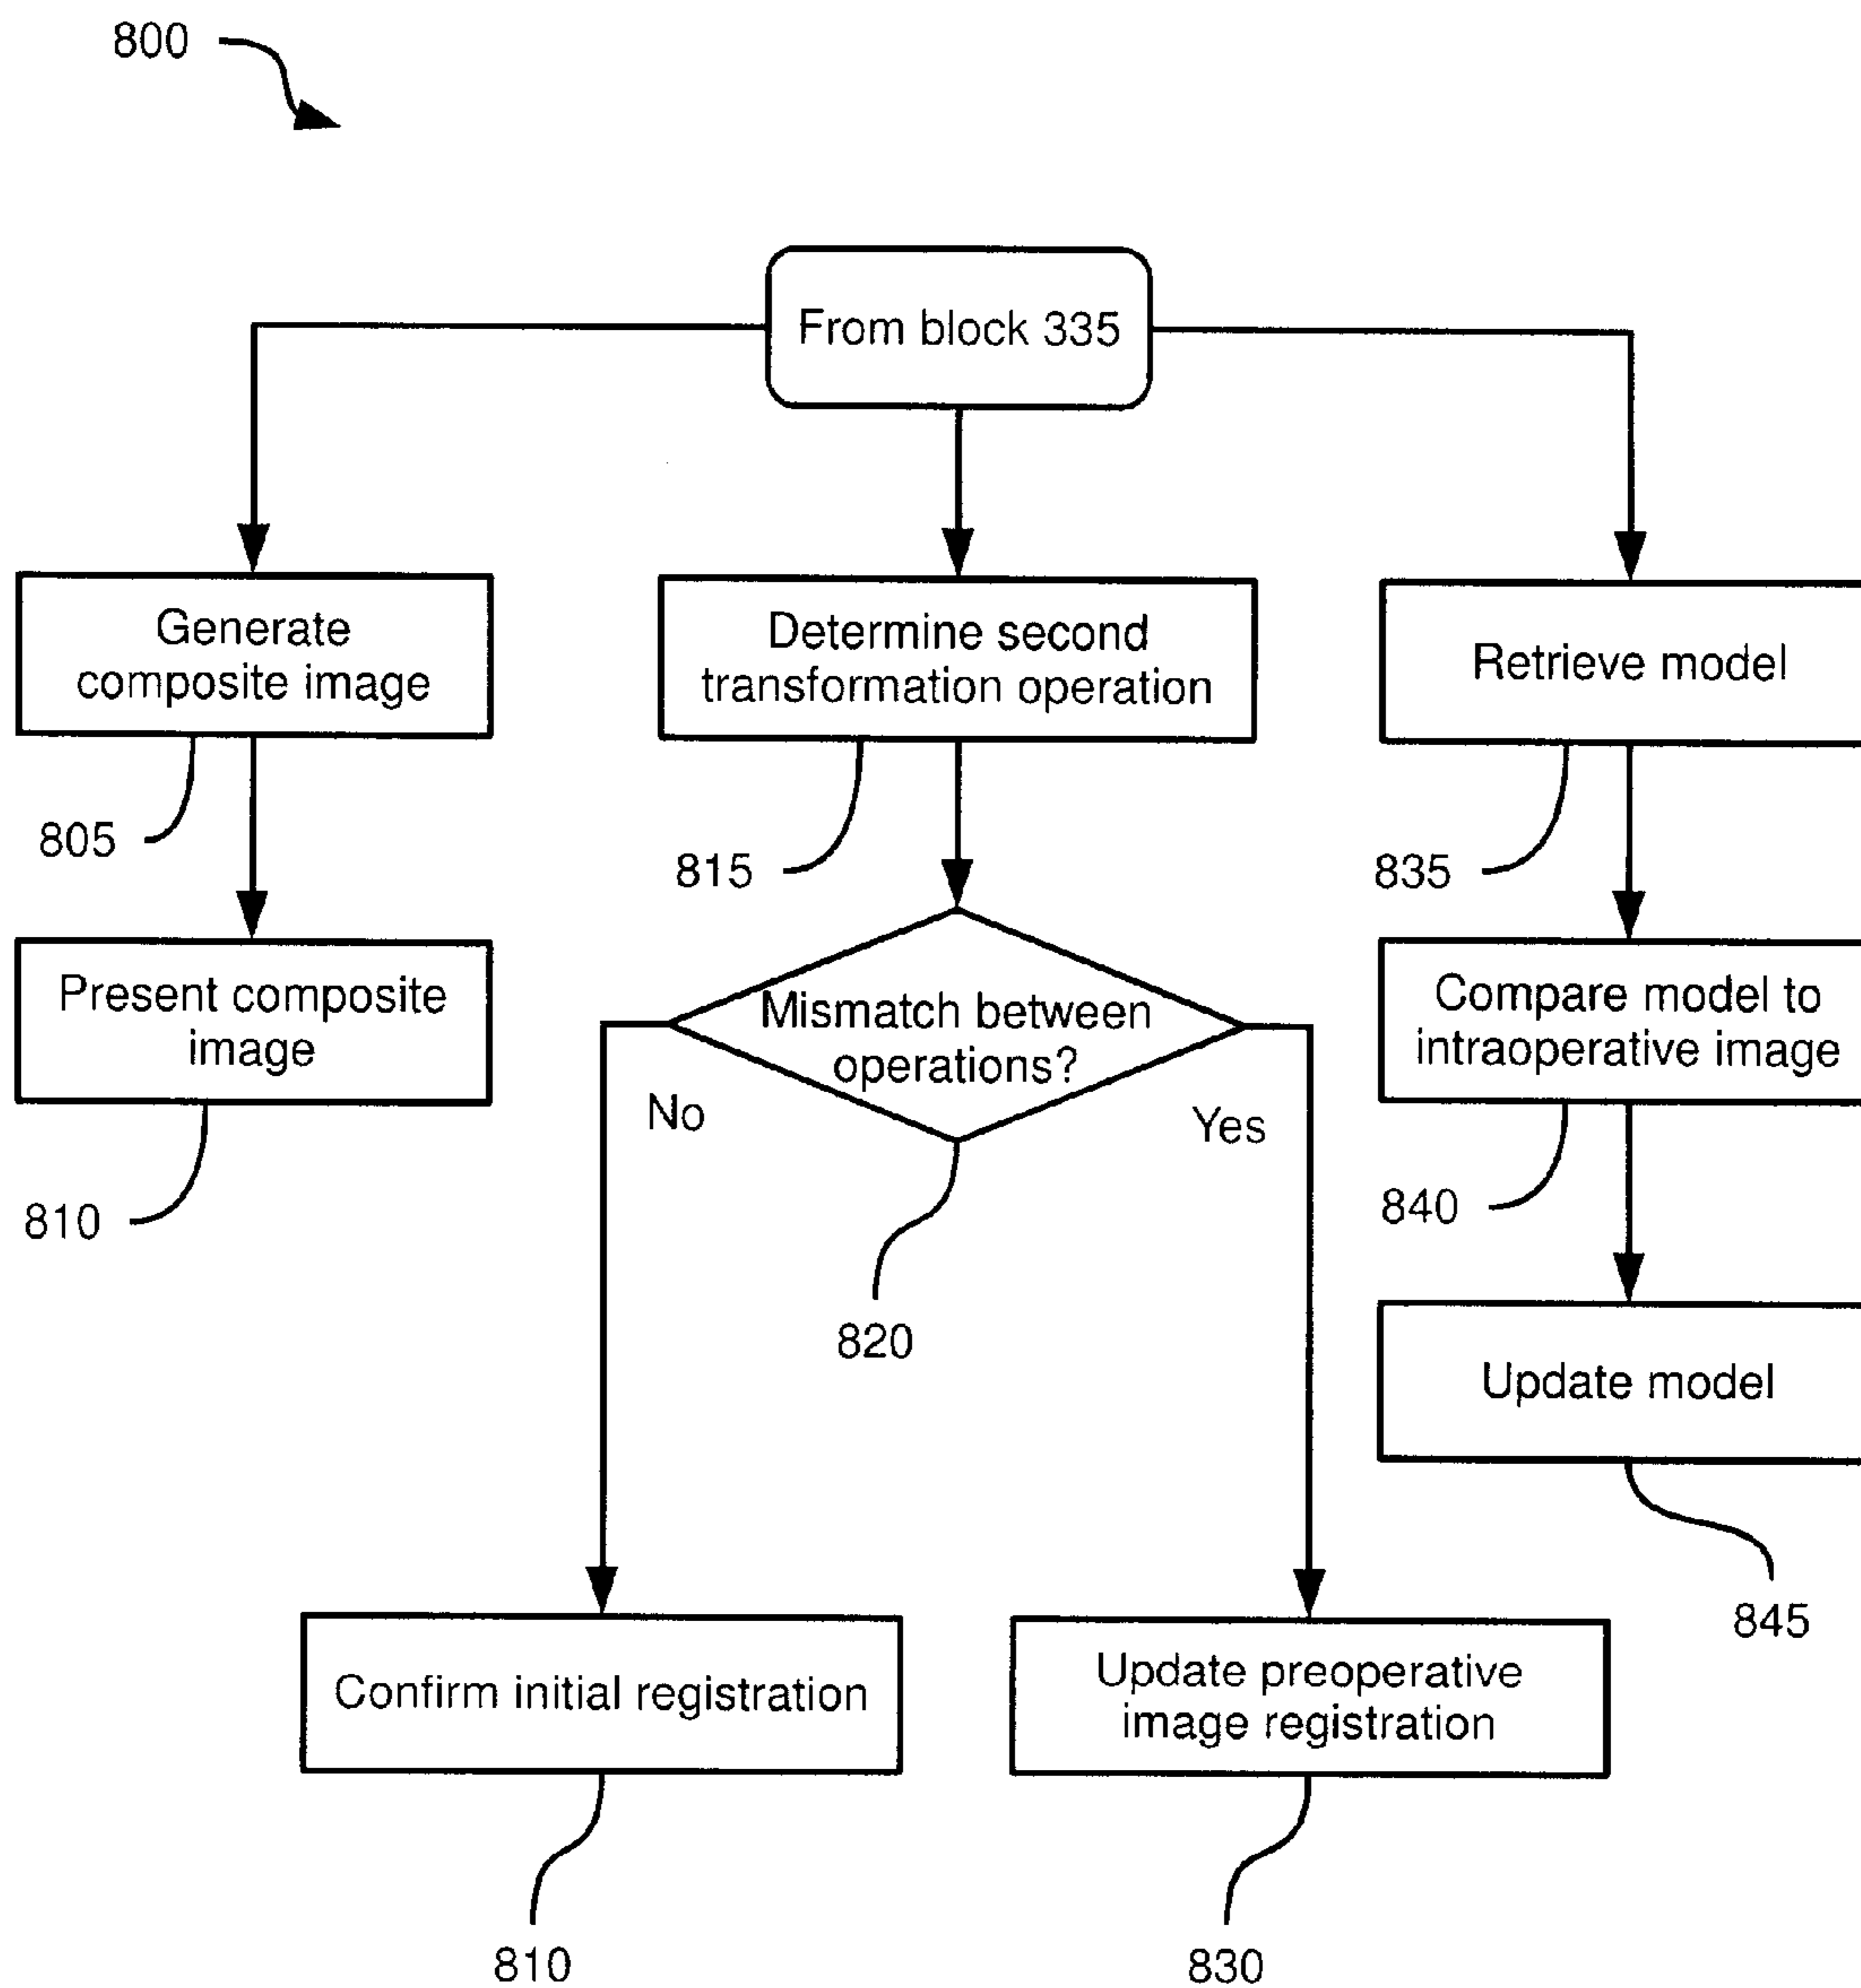 800
From block 335
Generate
composite image
Determine second
transformation operation
Retrieve model
805
815
835
Present composite
image
Mismatch between
operations?
Compare model to
intraoperative image
No
Yes
810
820
840
Update model
845
Confirm initial registration
Update preoperative
image registration
810
830